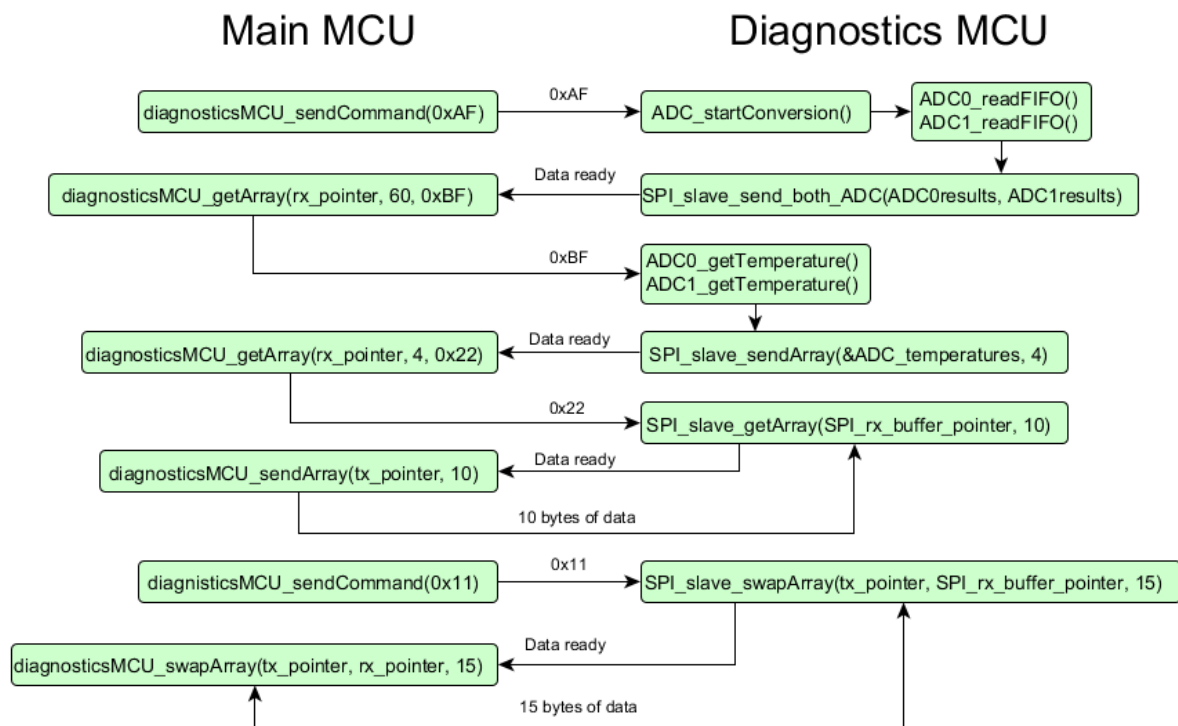 Main MCU
Diagnostics MCU
diagnosticsMCU_sendCommand(0xAF)
0xAF
ADC_startConversion()
ADC0_readFIFO()
ADC1_readFIFO()
diagnosticsMCU_getArray(rx_pointer, 60, 0xBF)
Data ready
SPI_slave_send_both_ADC(ADC0results, ADC1results)
0xBF
ADC0_getTemperature()
ADC1_getTemperature()
diagnosticsMCU_getArray(rx_pointer, 4, 0x22)
Data ready
SPI_slave_sendArray(&ADC_temperatures, 4)
0x22
SPI_slave_getArray(SPI_rx_buffer_pointer, 10)
diagnosticsMCU_sendArray(tx_pointer, 10)
Data ready
10 bytes of data
diagnisticsMCU_sendCommand(0x11)
0x11
SPI_slave_swapArray(tx_pointer, SPI_rx_buffer_pointer, 15)
Data ready
diagnosticsMCU_swapArray(tx_pointer, rx_pointer, 15)
15 bytes of data